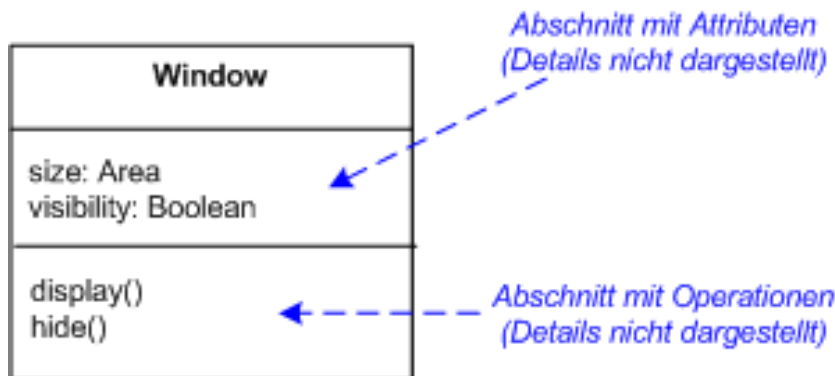 Abschnitt mit Attributen
(Details nicht dargestellt)
Window
size: Area
visibility: Boolean
display()
hide()
Abschnitt mit Operationen
(Details nicht dargestellt)